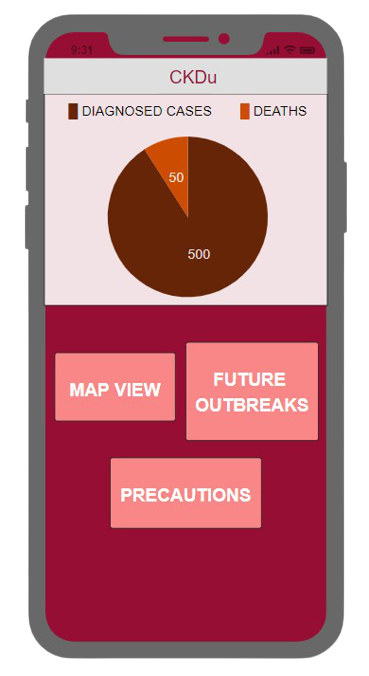 9:31
CKDu
DIAGNOSED CASES DEATHS
50
500
MAP VIEW
FUTURE
OUTBREAKS
PRECAUTIONS